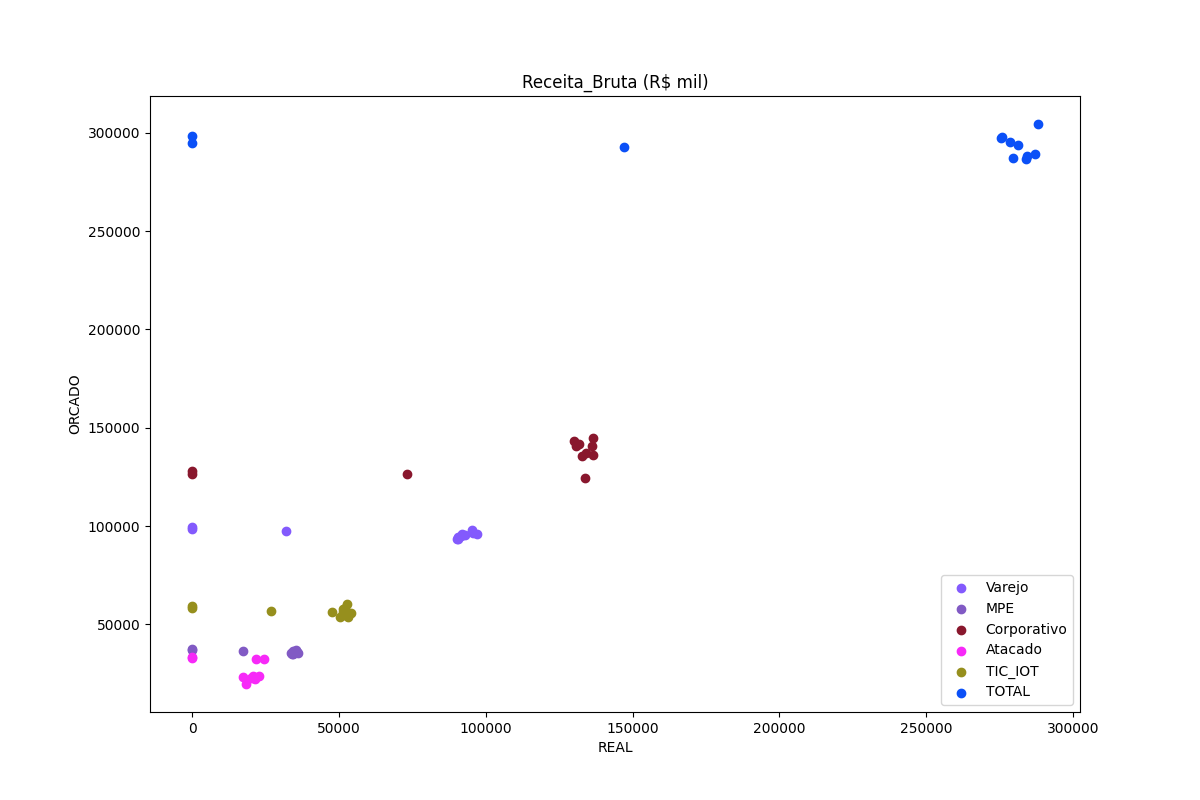 Receita_Bruta (R$ mil)
300000
250000
200000
150000
100000
50000
ORCADO
0
50000
100000
150000
200000
250000
300000
REAL
Varejo
MPE
Corporativo
Atacado
TIC_IOT
TOTAL